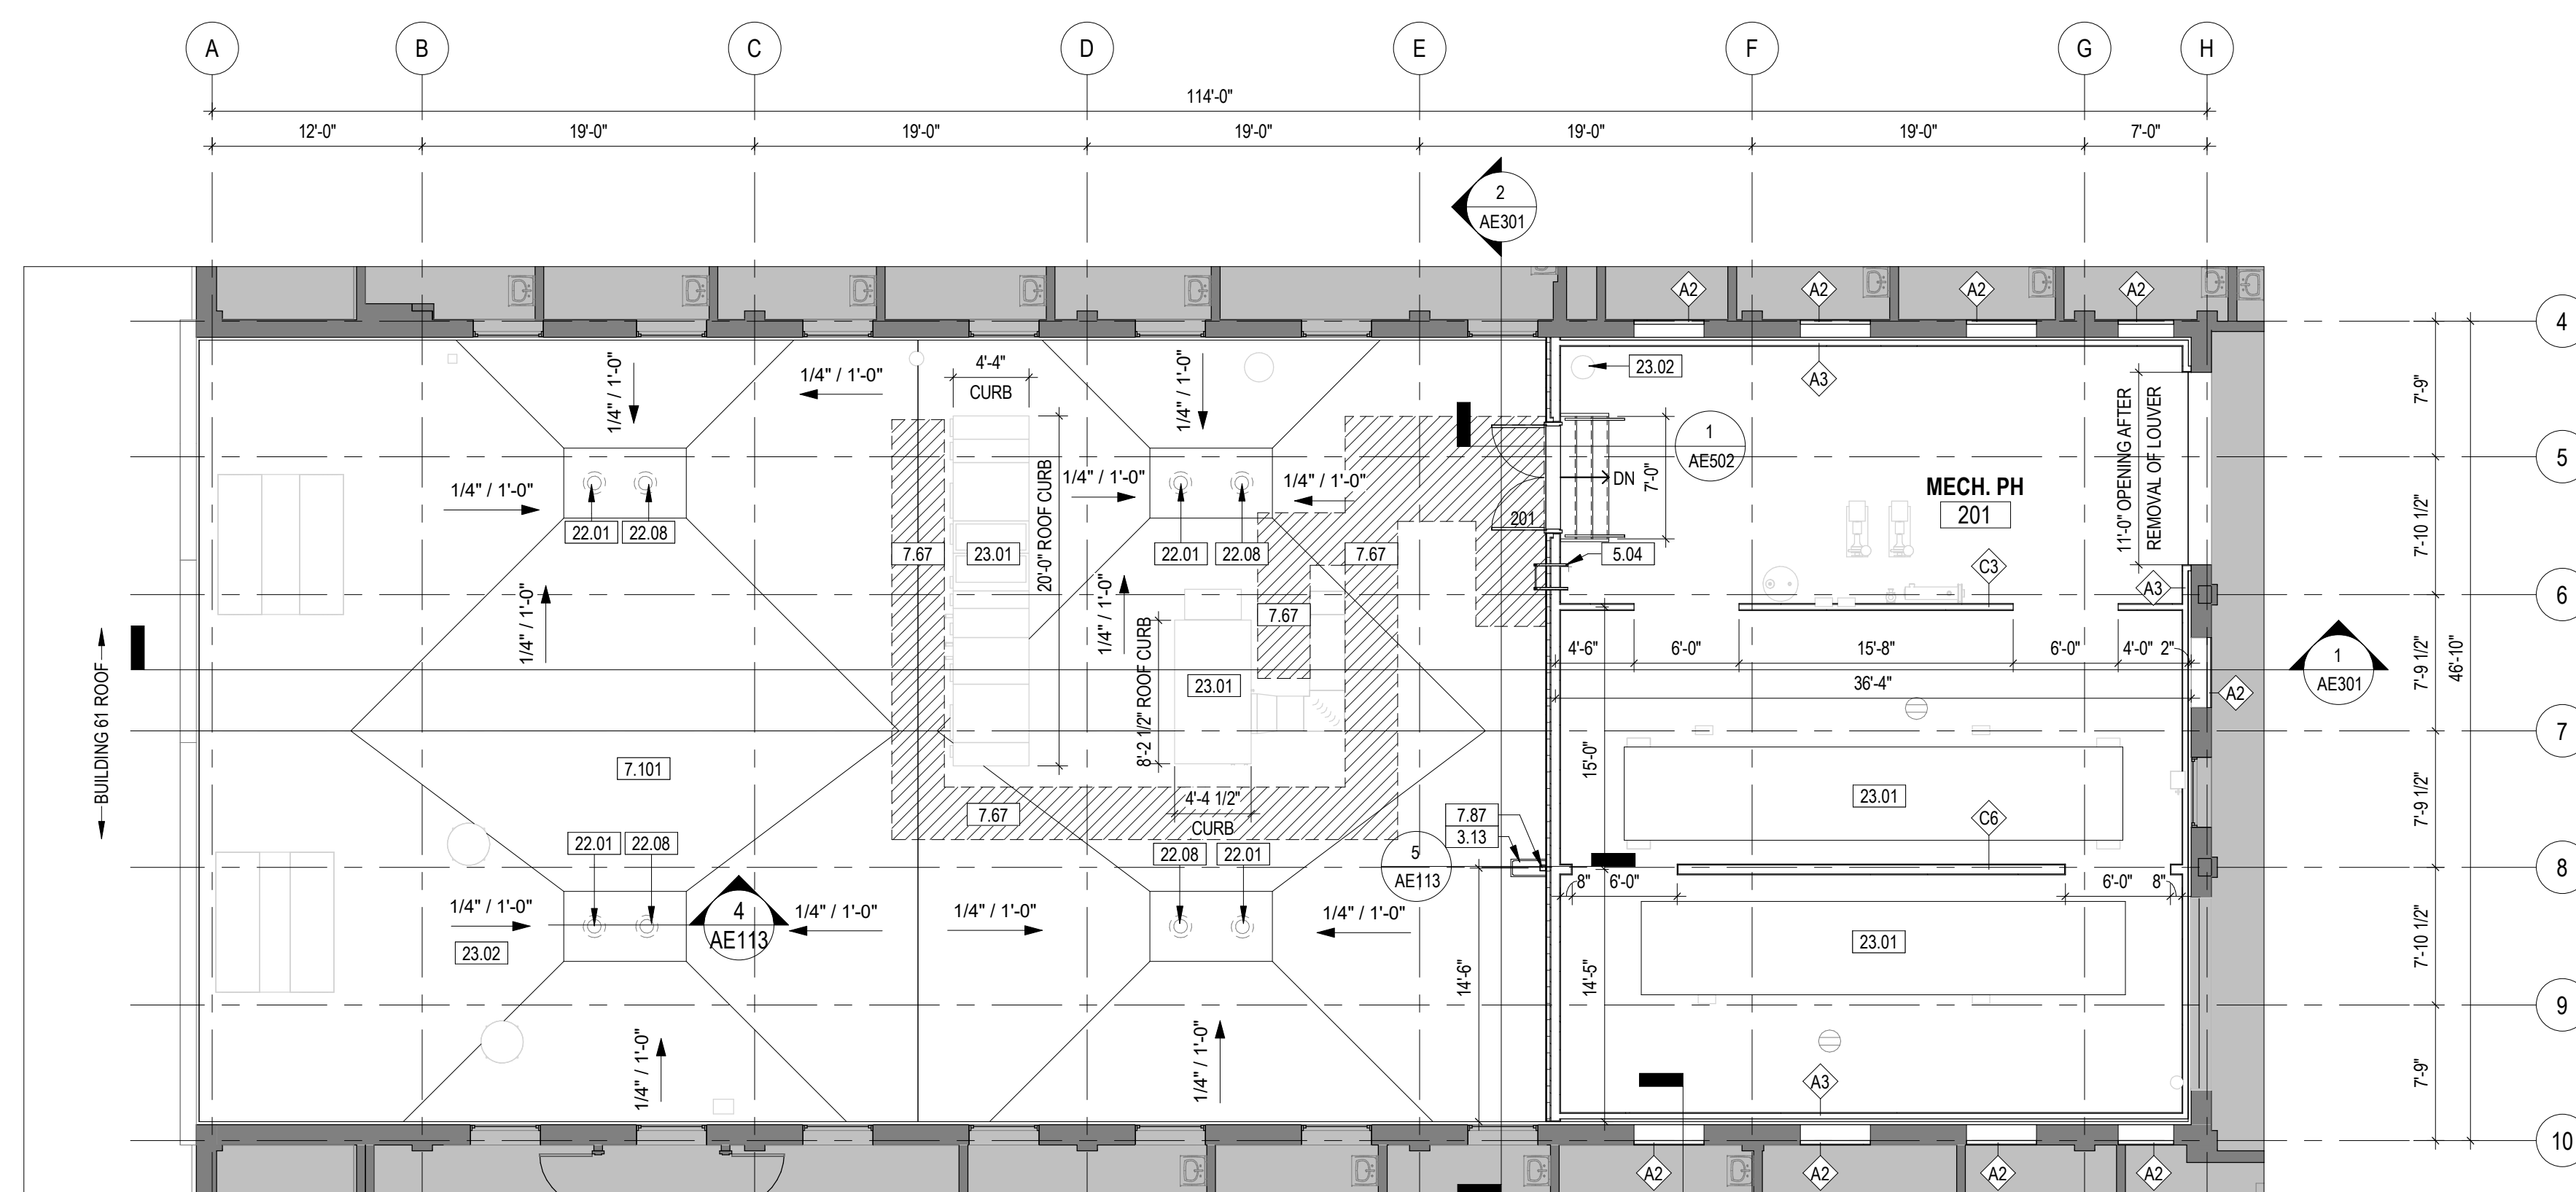 A B C D E F G H
114'-0"
12'-0" 19'-0" 19'-0" 19'-0" 19'-0" 19'-0" 7'-0"
2
AE301
A2 A2 A2 A2
4
1/4" / 1'-0"
1/4" / 1'-0"
4'-4"
CURB
1/4" / 1'-0"
23.02
A3
11'-0" OPENING AFTER
REMOVAL OF LOUVER
7'-9"
1
AE502
5
1/4" / 1'-0"
20'-0" ROOF CURB
1/4" / 1'-0"
1/4" / 1'-0"
DN
7'-0"
MECH. PH
201
201
22.01 22.08
7.67
23.01
22.01 22.08
7.67
5.04
7'-10 1/2"
C3
A3
6
1/4" / 1'-0"
1/4" / 1'-0"
7.67
BUILDING 61 ROOF
8'-2 1/2" ROOF CURB
23.01
4'-6" 6'-0" 15'-8" 6'-0" 4'-0" 2"
36'-4"
A2
7'-9 1/2"
46'-10"
1
AE301
7
7.101
15'-0"
23.01
7'-9 1/2"
4'-4 1/2"
CURB
7.67
7.87
3.13
C6
22.01 22.08
22.08 22.01
5
AE113
8
8" 6'-0" 6'-0" 8"
1/4" / 1'-0"
23.02
4
AE113
1/4" / 1'-0"
1/4" / 1'-0"
1/4" / 1'-0"
23.01
7'-10 1/2"
14'-6"
14'-5"
9
1/4" / 1'-0"
1/4" / 1'-0"
A3
7'-9"
10
A2 A2 A2 A2